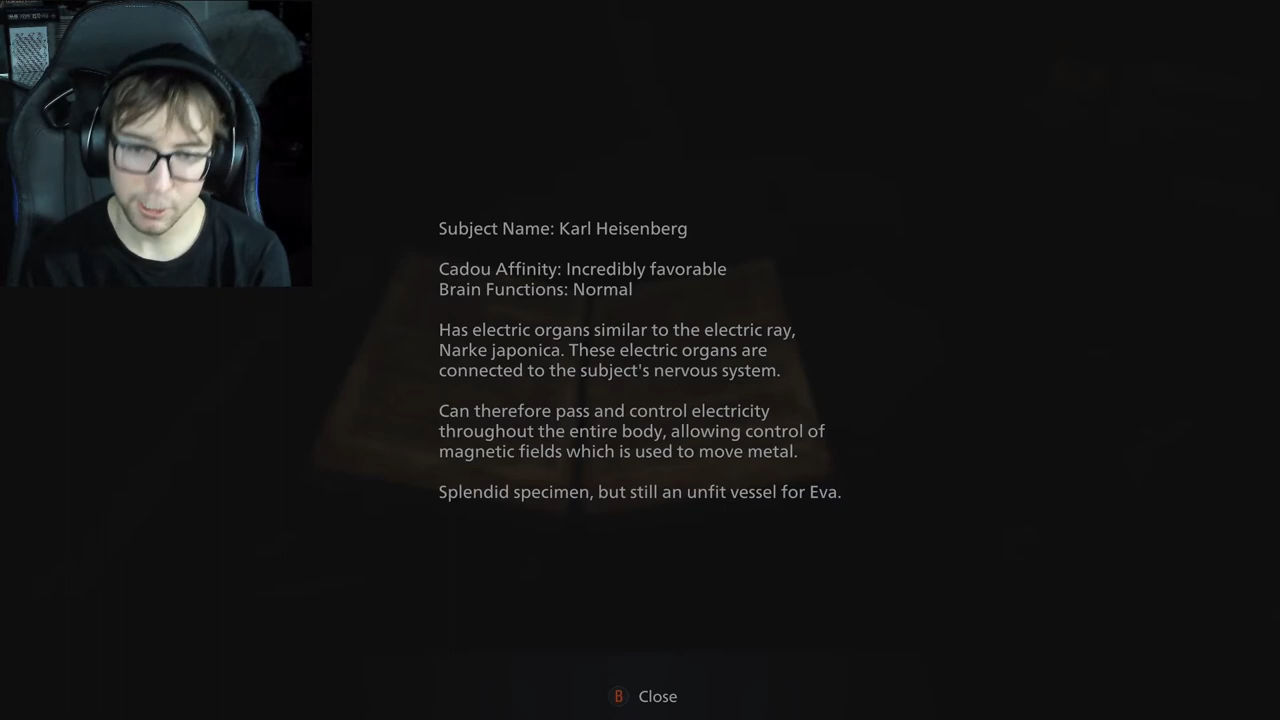 Subject Name: Karl Heisenberg
Cadou Affinity: Incredibly favorable
Brain Functions: Normal
Has electric organs similar to the electric ray,
Narke japonica. These electric organs are
connected to the subject's nervous system.
Can therefore pass and control electricity
throughout the entire body, allowing control of
magnetic fields which is used to move metal.
Splendid specimen, but still an unfit vessel for Eva.
B Close